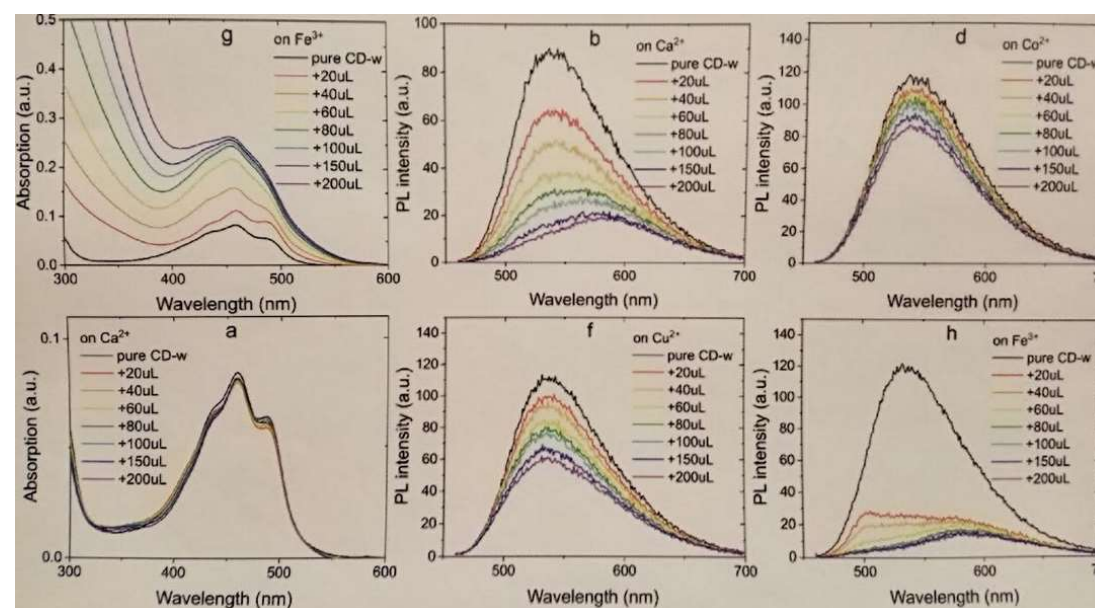 g
on Fe³⁺
pure CD-w
+20uL
+40uL
+60uL
+80uL
+100uL
+150uL
+200uL
0.5
0.4
0.3
0.2
0.1
0.0
Absorption (a.u.)
300 400 500 600
Wavelength (nm)
b
on Ca²⁺
pure CD-w
+20uL
+40uL
+60uL
+80uL
+100uL
+150uL
+200uL
100
80
60
40
20
0
PL intensity (a.u.)
500 600 700
Wavelength (nm)
d
on Co²⁺
pure CD-w
+20uL
+40uL
+60uL
+80uL
+100uL
+150uL
+200uL
140
120
100
80
60
40
20
0
PL intensity (a.u.)
500 600 700
Wavelength (nm)
on Ca²⁺
a
pure CD-w
+20uL
+40uL
+60uL
+80uL
+100uL
+150uL
+200uL
0.1
0.0
Absorption (a.u.)
300 400 500 600
Wavelength (nm)
f
on Cu²⁺
pure CD-w
+20uL
+40uL
+60uL
+80uL
+100uL
+150uL
+200uL
140
120
100
80
60
40
20
0
PL intensity (a.u.)
500 600 700
Wavelength (nm)
h
on Fe³⁺
pure CD-w
+20uL
+40uL
+60uL
+80uL
+100uL
+150uL
+200uL
140
120
100
80
60
40
20
0
PL intensity (a.u.)
500 600 700
Wavelength (nm)